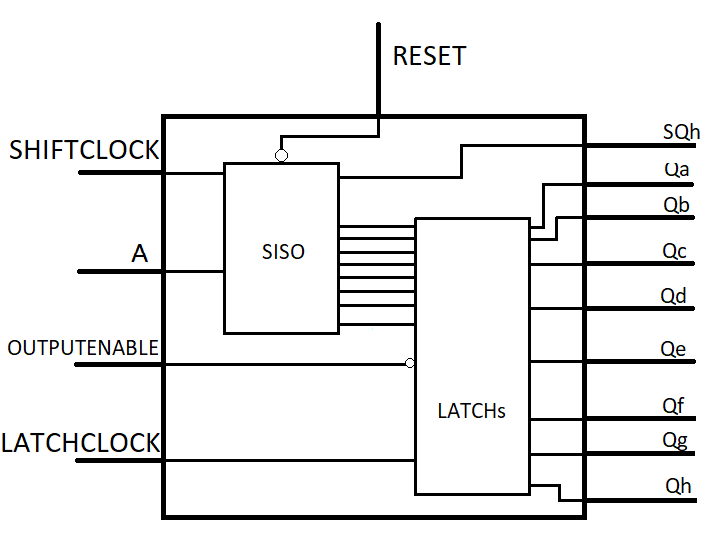 RESET
SHIFTCLOCK
SQh
Qa
Qb
A
SISO
Qc
Qd
OUTPUTENABLE
Qe
LATCHs
Qf
LATCHCLOCK
Qg
Qh